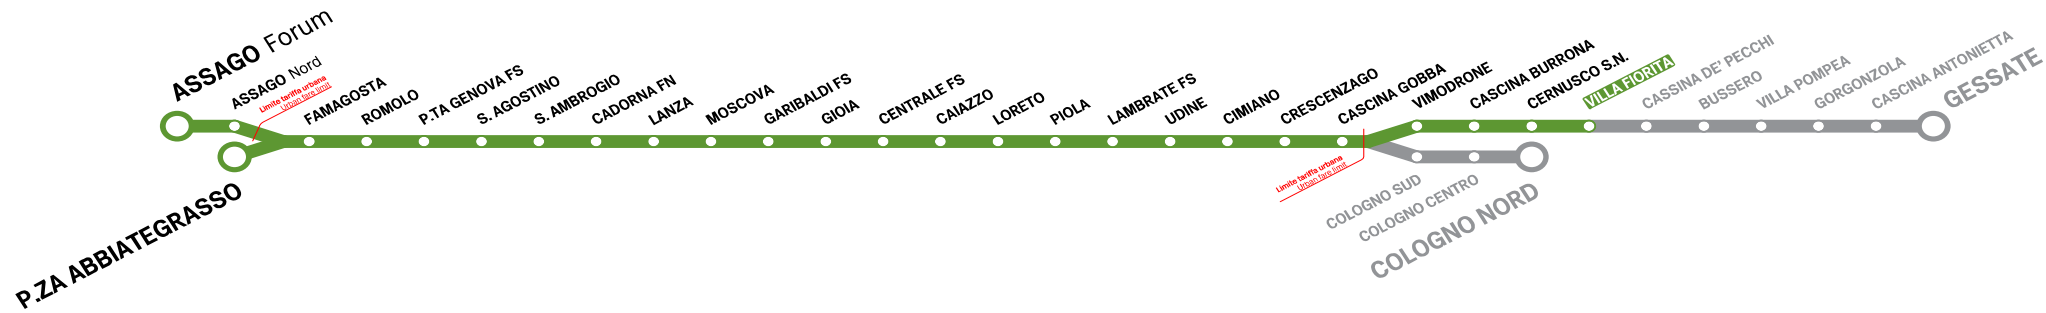 ASSAGO Forum
ASSAGO Nord
Limite tariffa urbana
Urban fare limit
P.ZA ABBIATEGRASSO
FAMAGOSTA
ROMOLO
P.TA GENOVA FS
S. AGOSTINO
S. AMBROGIO
CADORNA FN
LANZA
MOSCOVA
GARIBALDI FS
GIOIA
CENTRALE FS
CAIAZZO
LORETO
PIOLA
LAMBRATE FS
UDINE
CIMIANO
CRESCENZAGO
CASCINA GOBBA
Limite tariffa urbana
Urban fare limit
VIMODRONE
CASCINA BURRONA
CERNUSCO S.N.
VILLA FIORITA
CASSINA DE' PECCHI
BUSSERO
VILLA POMPEA
GORGONZOLA
CASCINA ANTONIETTA
GESSATE
COLOGNO SUD
COLOGNO CENTRO
COLOGNO NORD